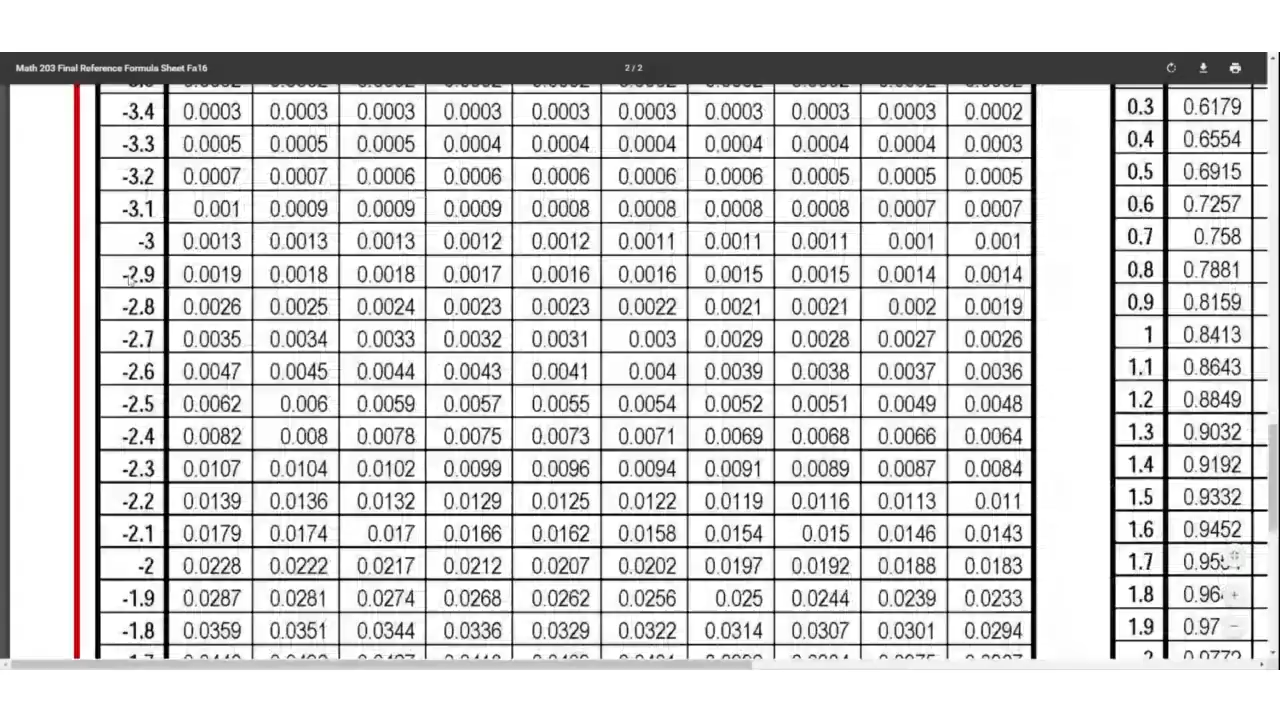 Math 203 Final Reference Formula Sheet Fa16 2 / 2
-3.4 0.0003 0.0003 0.0003 0.0003 0.0003 0.0003 0.0003 0.0003 0.0003 0.0002 0.3 0.6179
-3.3 0.0005 0.0005 0.0005 0.0004 0.0004 0.0004 0.0004 0.0004 0.0004 0.0003 0.4 0.6554
-3.2 0.0007 0.0007 0.0006 0.0006 0.0006 0.0006 0.0006 0.0005 0.0005 0.0005 0.5 0.6915
-3.1 0.001 0.0009 0.0009 0.0009 0.0008 0.0008 0.0008 0.0008 0.0007 0.0007 0.6 0.7257
-3 0.0013 0.0013 0.0013 0.0012 0.0012 0.0011 0.0011 0.0011 0.001 0.001 0.7 0.758
-2.9 0.0019 0.0018 0.0018 0.0017 0.0016 0.0016 0.0015 0.0015 0.0014 0.0014 0.8 0.7881
-2.8 0.0026 0.0025 0.0024 0.0023 0.0023 0.0022 0.0021 0.0021 0.002 0.0019 0.9 0.8159
-2.7 0.0035 0.0034 0.0033 0.0032 0.0031 0.003 0.0029 0.0028 0.0027 0.0026 1 0.8413
-2.6 0.0047 0.0045 0.0044 0.0043 0.0041 0.004 0.0039 0.0038 0.0037 0.0036 1.1 0.8643
-2.5 0.0062 0.006 0.0059 0.0057 0.0055 0.0054 0.0052 0.0051 0.0049 0.0048 1.2 0.8849
-2.4 0.0082 0.008 0.0078 0.0075 0.0073 0.0071 0.0069 0.0068 0.0066 0.0064 1.3 0.9032
-2.3 0.0107 0.0104 0.0102 0.0099 0.0096 0.0094 0.0091 0.0089 0.0087 0.0084 1.4 0.9192
-2.2 0.0139 0.0136 0.0132 0.0129 0.0125 0.0122 0.0119 0.0116 0.0113 0.011 1.5 0.9332
-2.1 0.0179 0.0174 0.017 0.0166 0.0162 0.0158 0.0154 0.015 0.0146 0.0143 1.6 0.9452
-2 0.0228 0.0222 0.0217 0.0212 0.0207 0.0202 0.0197 0.0192 0.0188 0.0183 1.7
-1.9 0.0287 0.0281 0.0274 0.0268 0.0262 0.0256 0.025 0.0244 0.0239 0.0233 1.8
-1.8 0.0359 0.0351 0.0344 0.0336 0.0329 0.0322 0.0314 0.0307 0.0301 0.0294 1.9